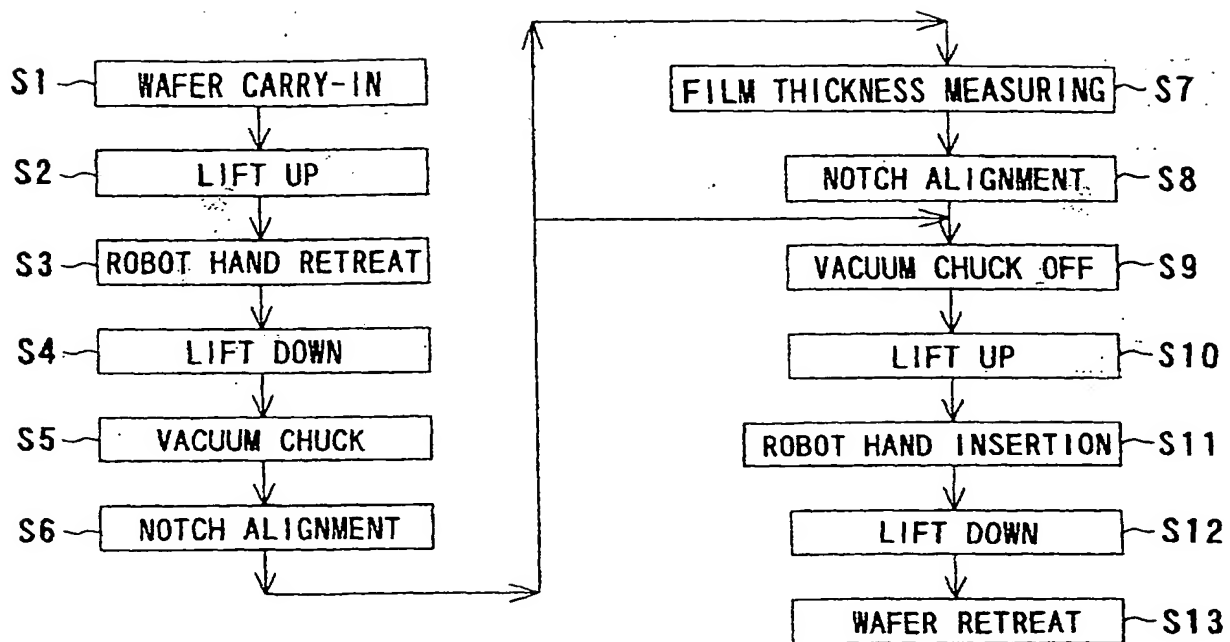 S1 WAFER CARRY-IN
S2 LIFT UP
S3 ROBOT HAND RETREAT
S4 LIFT DOWN
S5 VACUUM CHUCK
S6 NOTCH ALIGNMENT
FILM THICKNESS MEASURING S7
NOTCH ALIGNMENT S8
VACUUM CHUCK OFF S9
LIFT UP S10
ROBOT HAND INSERTION S11
LIFT DOWN S12
WAFER RETREAT S13